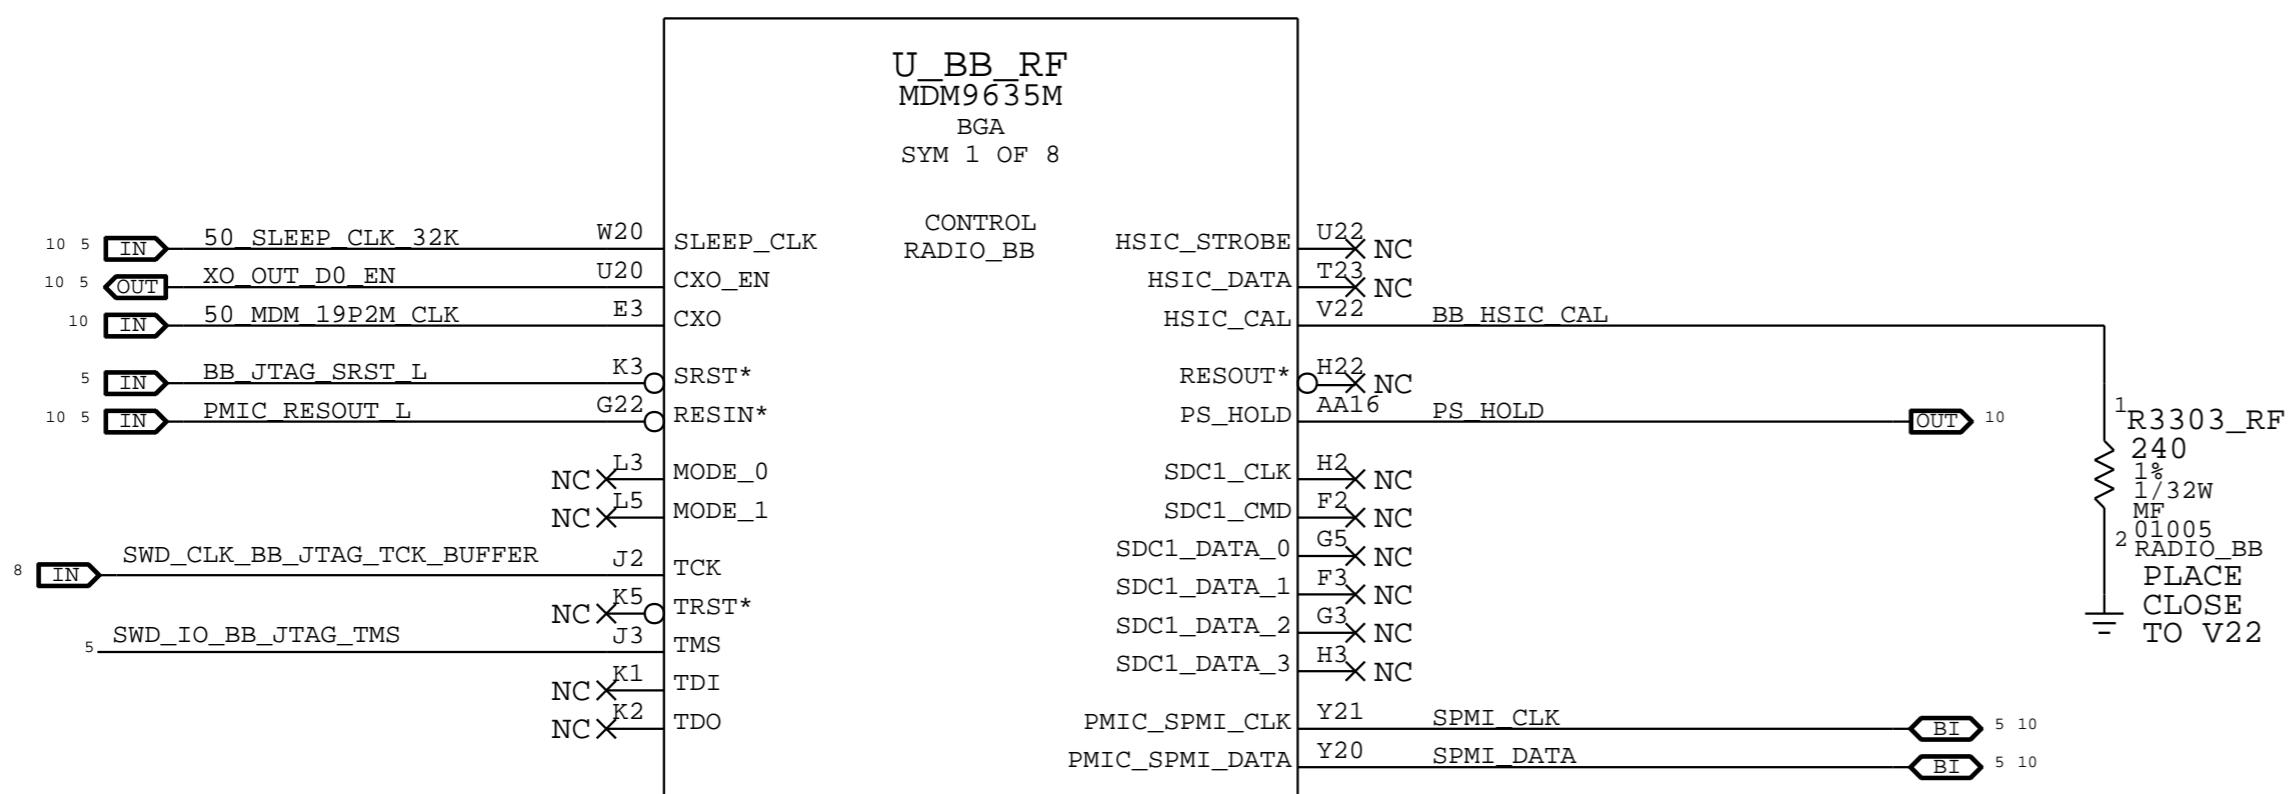 U_BB_RF
MDM9635M
BGA
SYM 1 OF 8
CONTROL
RADIO_BB
10 5 IN 50_SLEEP_CLK_32K W20 SLEEP_CLK
10 5 OUT XO_OUT_D0_EN U20 CXO_EN
10 IN 50_MDM_19P2M_CLK E3 CXO
5 IN BB_JTAG_SRST_L K3 SRST*
10 5 IN PMIC_RESOUT_L G22 RESIN*
NC L3 MODE_0
NC L5 MODE_1
8 IN SWD_CLK_BB_JTAG_TCK_BUFFER J2 TCK
NC K5 TRST*
5 SWD_IO_BB_JTAG_TMS J3 TMS
NC K1 TDI
NC K2 TDO
HSIC_STROBE U22 NC
HSIC_DATA T23 NC
HSIC_CAL V22 BB_HSIC_CAL
RESOUT* H22 NC
PS_HOLD AA16 PS_HOLD OUT 10
SDC1_CLK H2 NC
SDC1_CMD F2 NC
SDC1_DATA_0 G5 NC
SDC1_DATA_1 F3 NC
SDC1_DATA_2 G3 NC
SDC1_DATA_3 H3 NC
PMIC_SPMI_CLK Y21 SPMI_CLK BI 5 10
PMIC_SPMI_DATA Y20 SPMI_DATA BI 5 10
1
R3303_RF
240
1%
1/32W
MF
01005
2
RADIO_BB
PLACE
CLOSE
TO V22